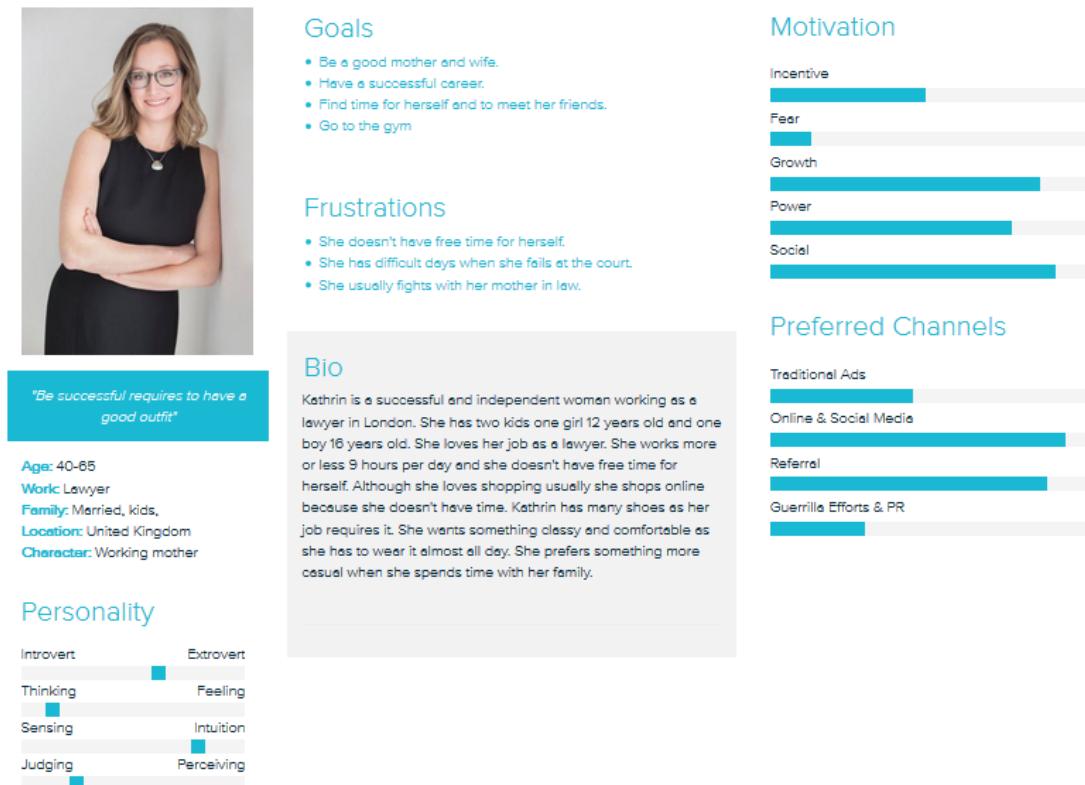 "Be successful requires to have a
good outfit"
Age: 40-65
Work: Lawyer
Family: Married, kids,
Location: United Kingdom
Character: Working mother
Personality
Introvert Extrovert
Thinking Feeling
Sensing Intuition
Judging Perceiving
Goals
• Be a good mother and wife.
• Have a successful career.
• Find time for herself and to meet her friends.
• Go to the gym
Frustrations
• She doesn't have free time for herself.
• She has difficult days when she fails at the court.
• She usually fights with her mother in law.
Bio
Kathrin is a successful and independent woman working as a
lawyer in London. She has two kids one girl 12 years old and one
boy 16 years old. She loves her job as a lawyer. She works more
or less 9 hours per day and she doesn't have free time for
herself. Although she loves shopping usually she shops online
because she doesn't have time. Kathrin has many shoes as her
job requires it. She wants something classy and comfortable as
she has to wear it almost all day. She prefers something more
casual when she spends time with her family.
Motivation
Incentive
Fear
Growth
Power
Social
Preferred Channels
Traditional Ads
Online & Social Media
Referral
Guerrilla Efforts & PR